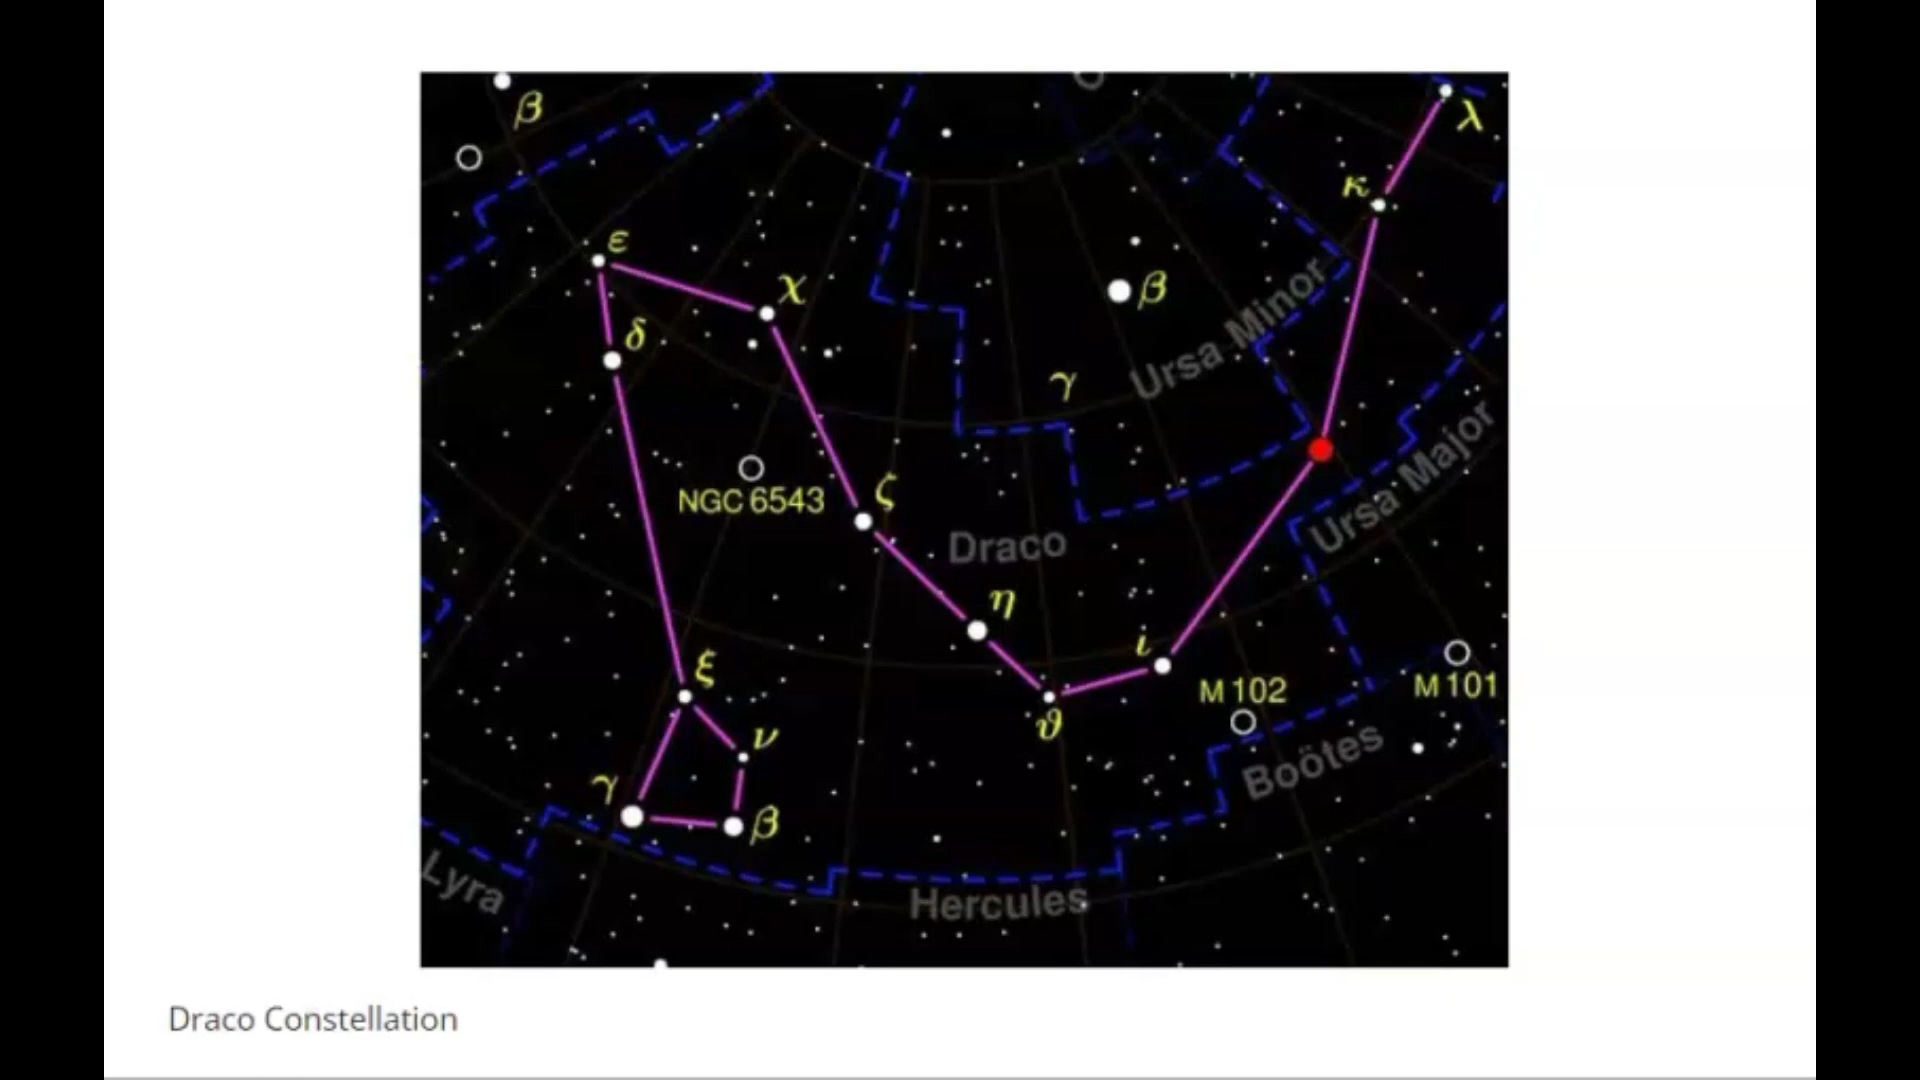 β
λ
κ
ε
χ
β
Ursa Minor
δ
γ
Ursa Major
NGC 6543
ζ
Draco
η
ι
ξ
M 102
M 101
ϑ
ν
Boötes
γ
β
Lyra
Hercules
Draco Constellation